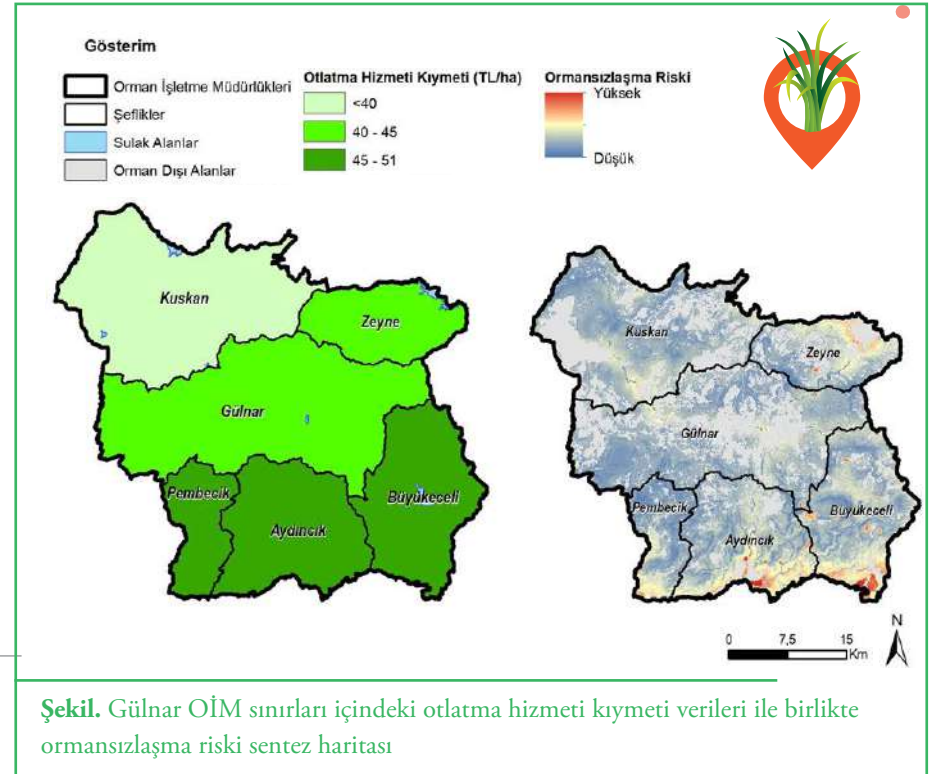 Gösterim
Orman İşletme Müdürlükleri
Şeflikler
Sulak Alanlar
Orman Dışı Alanlar
Otlatma Hizmeti Kıymeti (TL/ha)
<40
40 - 45
45 - 51
Ormansızlaşma Riski
Yüksek
Düşük
Kuskan
Zeyne
Gülnar
Pembecik
Aydıncık
Büyükeceli
Kuskan
Zeyne
Gülnar
Pembecik
Aydıncık
Büyükeceli
N
0 7,5 15
Km
Şekil. Gülnar OİM sınırları içindeki otlatma hizmeti kıymeti verileri ile birlikte
ormansızlaşma riski sentez haritası